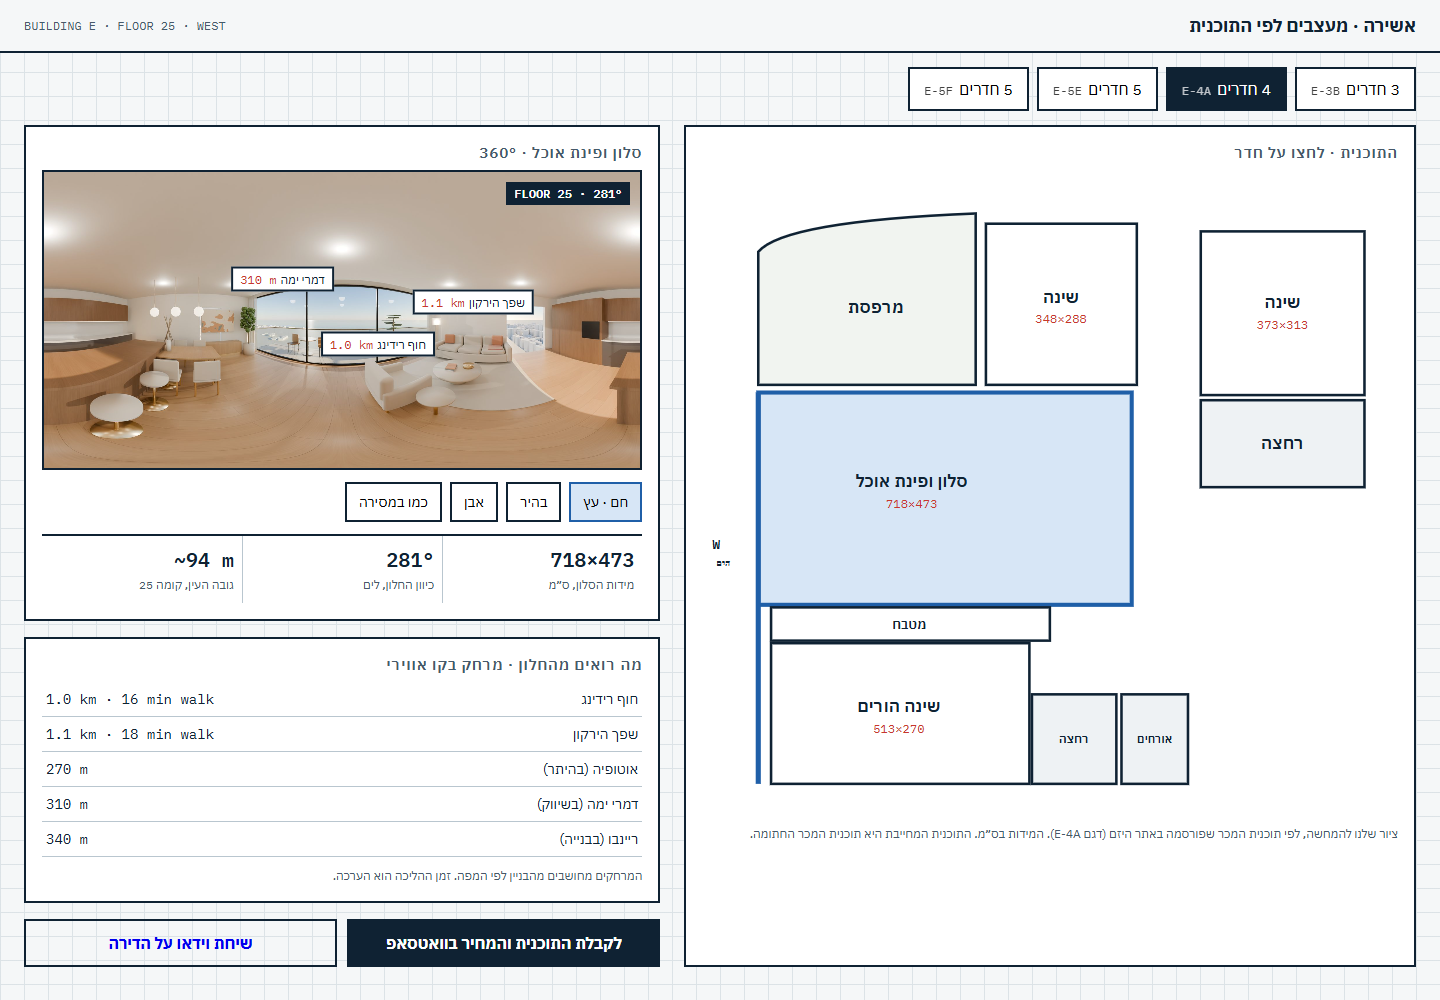 אשירה · מעצבים לפי התוכנית
BUILDING E · FLOOR 25 · WEST
3 חדרים E-3B
4 חדרים E-4A
5 חדרים E-5E
5 חדרים E-5F
התוכנית · לחצו על חדר
מרפסת
שינה
348×288
שינה
373×313
רחצה
סלון ופינת אוכל
718×473
W
הים
מטבח
שינה הורים
513×270
רחצה
אורחים
ציור שלנו להמחשה, לפי תוכנית המכר שפורסמה באתר היזם (דגם E-4A). המידות בס״מ. התוכנית המחייבת היא תוכנית המכר החתומה.
סלון ופינת אוכל · 360°
FLOOR 25 · 281°
דמרי ימה 310 m
שפך הירקון 1.1 km
חוף רידינג 1.0 km
חם · עץ
בהיר
אבן
כמו במסירה
718×473
מידות הסלון, ס״מ
281°
כיוון החלון, לים
~94 m
גובה העין, קומה 25
מה רואים מהחלון · מרחק בקו אווירי
חוף רידינג 1.0 km · 16 min walk
שפך הירקון 1.1 km · 18 min walk
אוטופיה (בהיתר) 270 m
דמרי ימה (בשיווק) 310 m
ריינבו (בבנייה) 340 m
המרחקים מחושבים מהבניין לפי המפה. זמן ההליכה הוא הערכה.
לקבלת התוכנית והמחיר בוואטסאפ
שיחת וידאו על הדירה